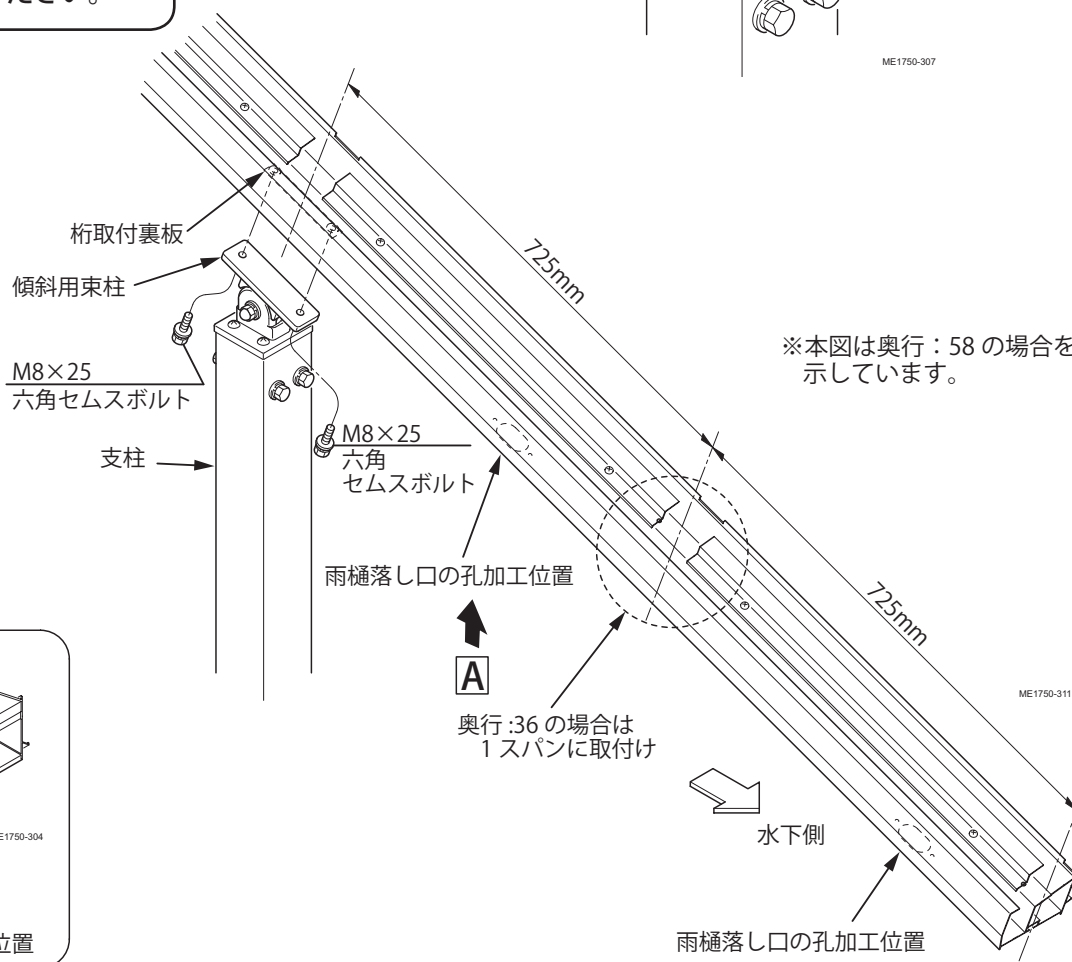 ださい。
ME1750-307
桁取付裏板
傾斜用束柱
M8×25
六角セムスボルト
支柱
M8×25
六角
セムスボルト
725mm
※本図は奥行：58 の場合を
示しています。
雨樋落し口の孔加工位置
A
725mm
ME1750-311
奥行 :36 の場合は
1 スパンに取付け
水下側
E1750-304
位置
雨樋落し口の孔加工位置